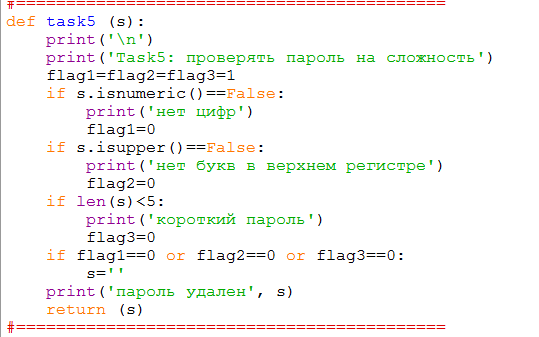 #===========================================
def task5 (s):
    print('\n')
    print('Task5: проверять пароль на сложность')
    flag1=flag2=flag3=1
    if s.isnumeric()==False:
        print('нет цифр')
        flag1=0
    if s.isupper()==False:
        print('нет букв в верхнем регистре')
        flag2=0
    if len(s)<5:
        print('короткий пароль')
        flag3=0
    if flag1==0 or flag2==0 or flag3==0:
        s=''
    print('пароль удален', s)
    return (s)
#===========================================